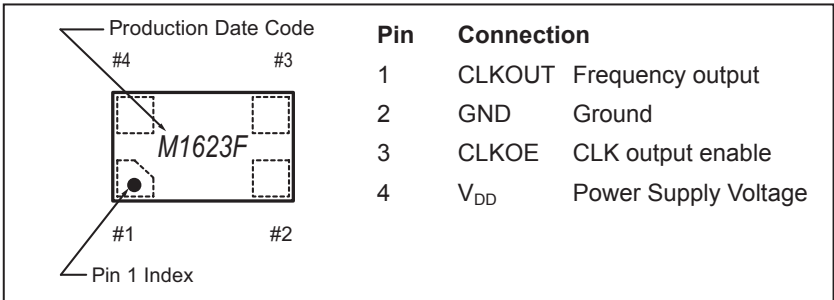 Production Date Code
#4 #3
M1623F
#1 #2
Pin 1 Index
Pin Connection
1 CLKOUT Frequency output
2 GND Ground
3 CLKOE CLK output enable
4 VDD Power Supply Voltage